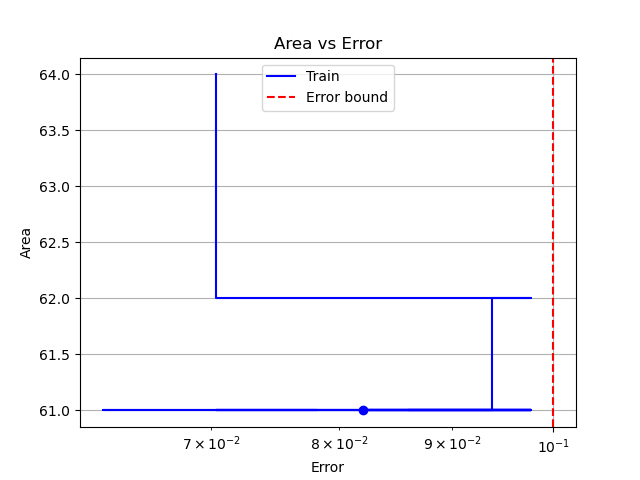 Area vs Error
Train
Error bound
Area
64.0
63.5
63.0
62.5
62.0
61.5
61.0
7 × 10⁻²
8 × 10⁻²
9 × 10⁻²
10⁻¹
Error